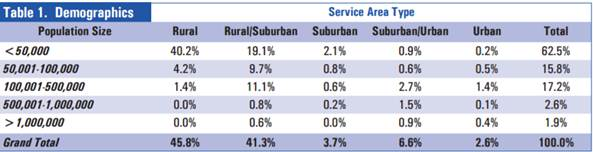 Table 1. Demographics Service Area Type
Population Size Rural Rural/Suburban Suburban Suburban/Urban Urban Total
<50,000 40.2% 19.1% 2.1% 0.9% 0.2% 62.5%
50,001-100,000 4.2% 9.7% 0.8% 0.6% 0.5% 15.8%
100,001-500,000 1.4% 11.1% 0.6% 2.7% 1.4% 17.2%
500,001-1,000,000 0.0% 0.8% 0.2% 1.5% 0.1% 2.6%
>1,000,000 0.0% 0.6% 0.0% 0.9% 0.4% 1.9%
Grand Total 45.8% 41.3% 3.7% 6.6% 2.6% 100.0%